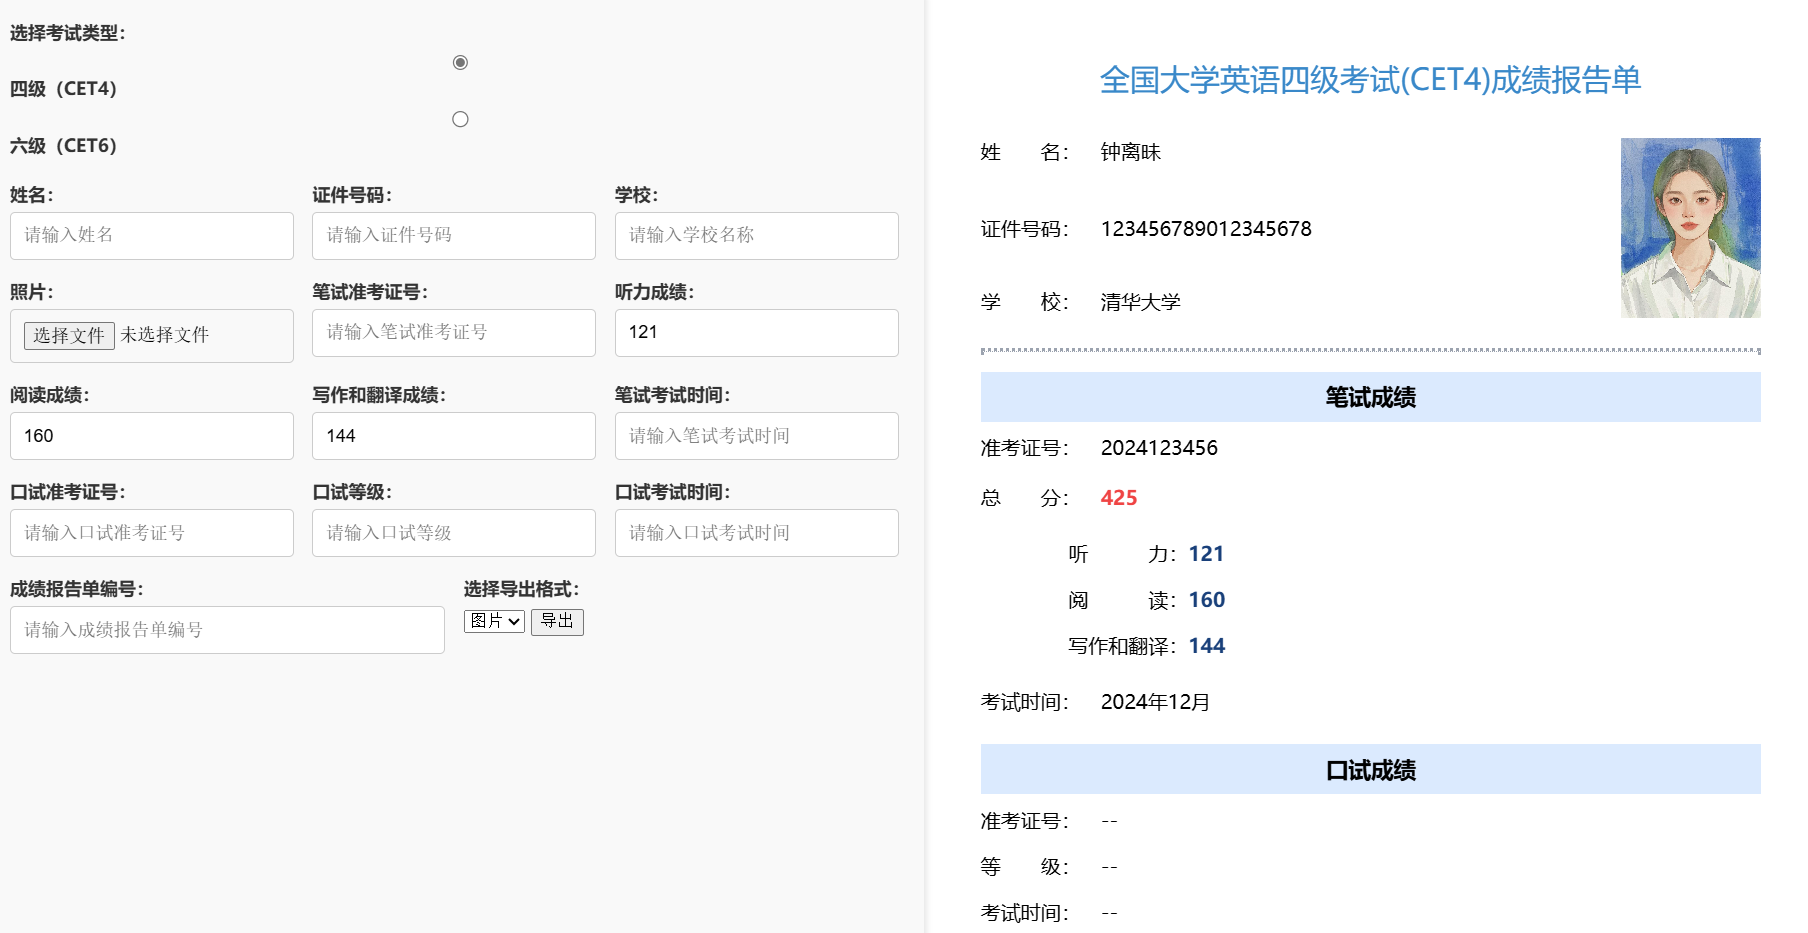 选择考试类型：
四级（CET4）
六级（CET6）
姓名： 证件号码： 学校：
请输入姓名 请输入证件号码 请输入学校名称
照片： 笔试准考证号： 听力成绩：
选择文件 未选择文件 请输入笔试准考证号 121
阅读成绩： 写作和翻译成绩： 笔试考试时间：
160 144 请输入笔试考试时间
口试准考证号： 口试等级： 口试考试时间：
请输入口试准考证号 请输入口试等级 请输入口试考试时间
成绩报告单编号： 选择导出格式：
请输入成绩报告单编号 图片 导出
全国大学英语四级考试(CET4)成绩报告单
姓 名： 钟离昧
证件号码： 123456789012345678
学 校： 清华大学
笔试成绩
准考证号： 2024123456
总 分： 425
听 力：121
阅 读：160
写作和翻译：144
考试时间： 2024年12月
口试成绩
准考证号： --
等 级： --
考试时间： --